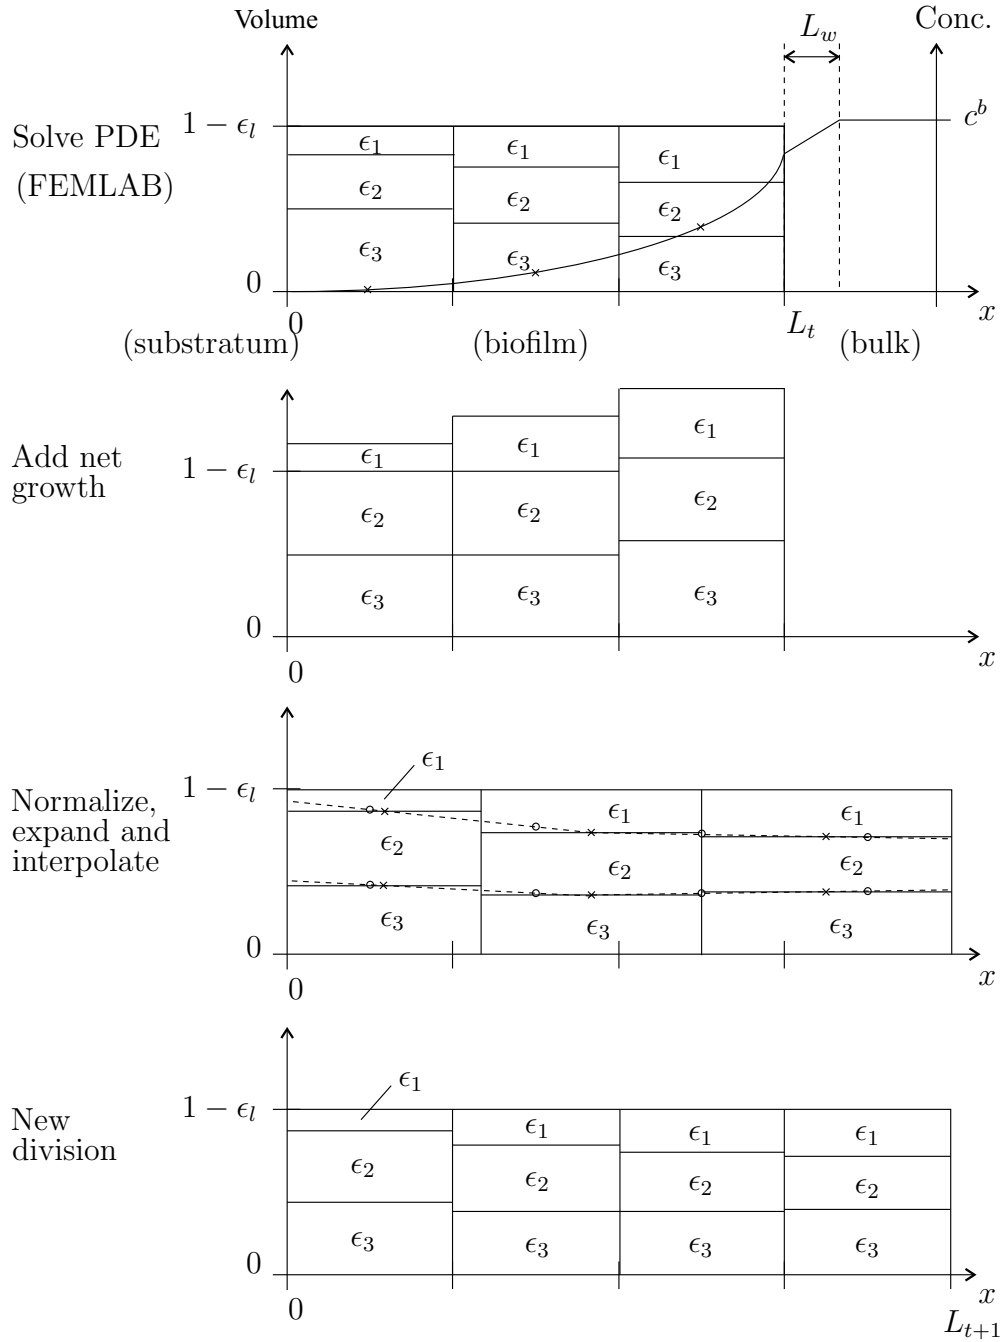 Volume
L_w
Conc.
Solve PDE
(FEMLAB)
1 − ϵ_l
ϵ_1
ϵ_1
ϵ_1
c^b
ϵ_2
ϵ_2
ϵ_2
ϵ_3
ϵ_3
ϵ_3
0
0
L_t
x
(substratum)
(biofilm)
(bulk)
Add net
growth
1 − ϵ_l
ϵ_1
ϵ_1
ϵ_1
ϵ_2
ϵ_2
ϵ_2
ϵ_3
ϵ_3
ϵ_3
0
0
x
Normalize,
expand and
interpolate
1 − ϵ_l
ϵ_1
ϵ_1
ϵ_1
ϵ_2
ϵ_2
ϵ_2
ϵ_3
ϵ_3
ϵ_3
0
0
x
New
division
1 − ϵ_l
ϵ_1
ϵ_1
ϵ_1
ϵ_1
ϵ_2
ϵ_2
ϵ_2
ϵ_2
ϵ_3
ϵ_3
ϵ_3
ϵ_3
0
0
x
L_{t+1}